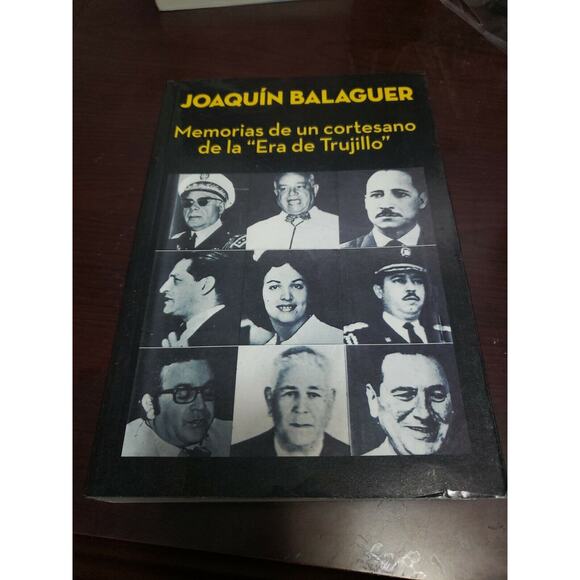 JOAQUÍN BALAGUER
Memorias de un cortesano
de la "Era de Trujillo"